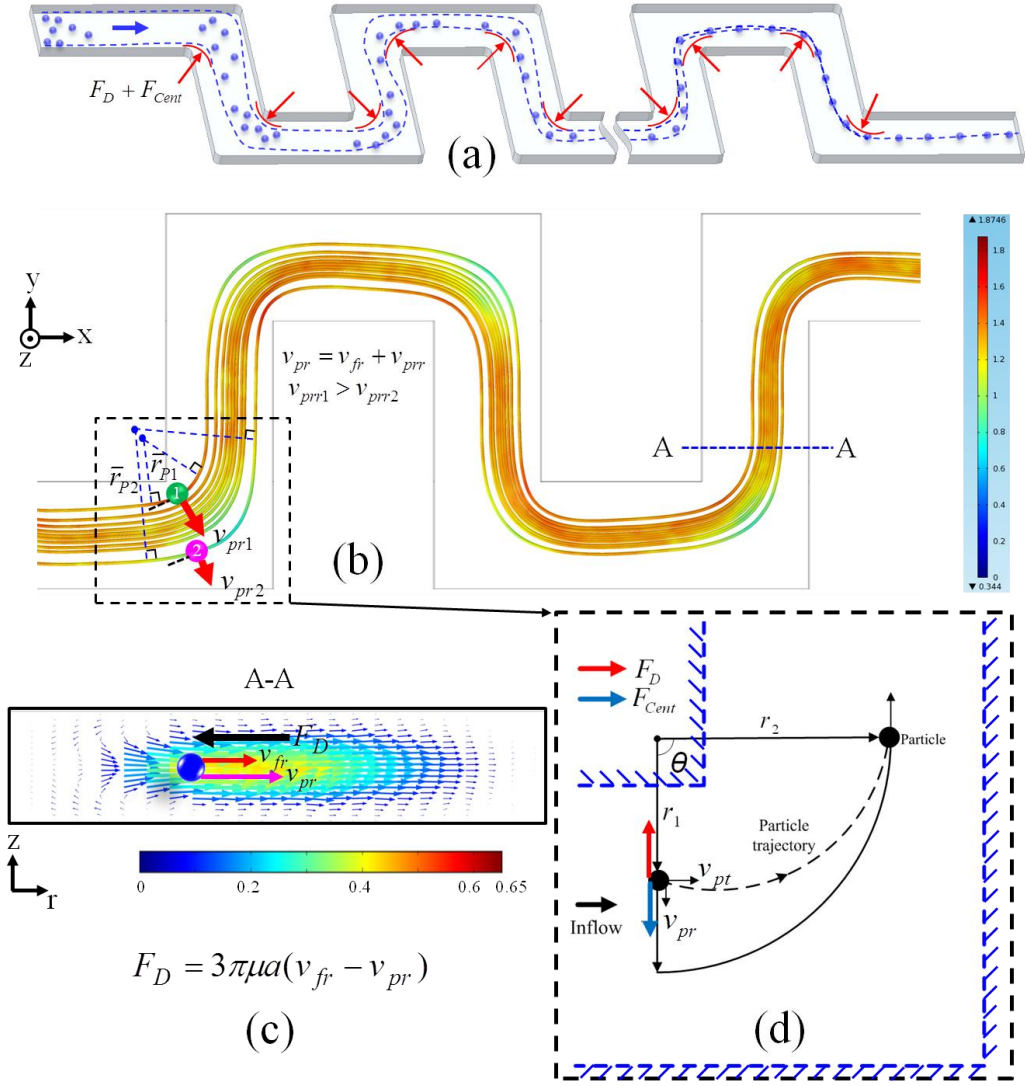 F_D + F_Cent
(a)
▲ 1.8746
1.8
1.6
1.4
1.2
1
0.8
0.6
0.4
0.2
0
▼ 0.344
y
x
z
v_pr = v_fr + v_prr
v_prr1 > v_prr2
A
A
r̅_P1
r̅_P2
1
2
v_pr1
v_pr2
(b)
A-A
F_D
v_fr
v_pr
z
r
0
0.2
0.4
0.6
0.65
F_D = 3πμa(v_fr − v_pr)
(c)
F_D
F_Cent
r_2
Particle
θ
r_1
Particle
trajectory
v_pt
Inflow
v_pr
(d)